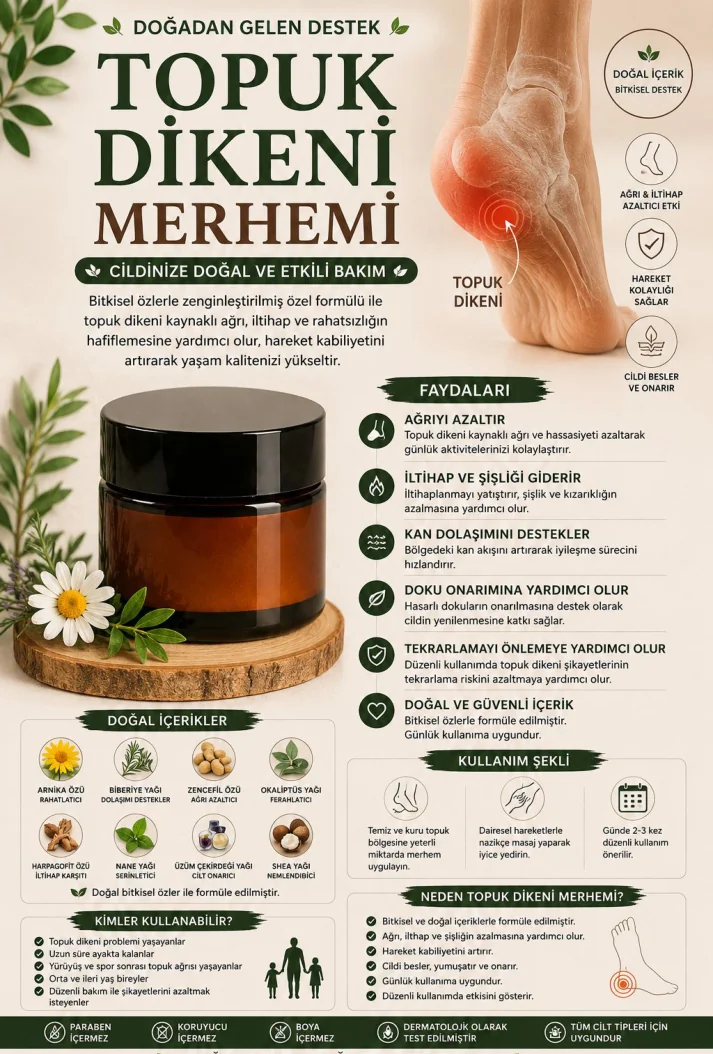 DOĞADAN GELEN DESTEK
TOPUK
DİKENİ
MERHEMİ
CİLDİNİZE DOĞAL VE ETKİLİ BAKIM
Bitkisel özlerle zenginleştirilmiş özel formülü ile
topuk dikeni kaynaklı ağrı, iltihap ve rahatsızlığın
hafiflemesine yardımcı olur, hareket kabiliyetini
artırarak yaşam kalitenizi yükseltir.
TOPUK
DİKENİ
DOĞAL İÇERİK
BİTKİSEL DESTEK
AĞRI & İLTİHAP
AZALTICI ETKİ
HAREKET
KOLAYLIĞI
SAĞLAR
CİLDİ BESLER
VE ONARIR
FAYDALARI
AĞRIYI AZALTIR
Topuk dikeni kaynaklı ağrı ve hassasiyeti azaltarak
günlük aktivitelerinizi kolaylaştırır.
İLTİHAP VE ŞİŞLİĞİ GİDERİR
İltihaplanmayı yatıştırır, şişlik ve kızarıklığın
azalmasına yardımcı olur.
KAN DOLAŞIMINI DESTEKLER
Bölgedeki kan akışını artırarak iyileşme sürecini
hızlandırır.
DOKU ONARIMINA YARDIMCI OLUR
Hasarlı dokuların onarılmasına destek olarak
cildin yenilenmesine katkı sağlar.
TEKRARLAMAYI ÖNLEMEYE YARDIMCI OLUR
Düzenli kullanımda topuk dikeni şikayetlerinin
tekrarlama riskini azaltmaya yardımcı olur.
DOĞAL VE GÜVENLİ İÇERİK
Bitkisel özlerle formüle edilmiştir.
Günlük kullanıma uygundur.
DOĞAL İÇERİKLER
ARNİKA ÖZÜ
RAHATLATICI
BİBERİYE YAĞI
DOLAŞIMI DESTEKLER
ZENCEFİL ÖZÜ
AĞRI AZALTICI
OKALİPTÜS YAĞI
FERAHLATICI
HARPAGOFİT ÖZÜ
İLTİHAP KARŞITI
NANE YAĞI
SERİNLETİCİ
ÜZÜM ÇEKİRDEĞİ YAĞI
CİLT ONARICI
SHEA YAĞI
NEMLENDİBİCİ
Doğal bitkisel özler ile formüle edilmiştir.
KULLANIM ŞEKLİ
Temiz ve kuru topuk
bölgesine yeterli
miktarda merhem
uygulayın.
Dairesel hareketlerle
nazikçe masaj yaparak
iyice yedirin.
Günde 2-3 kez
düzenli kullanım
önerilir.
KİMLER KULLANABİLİR?
Topuk dikeni problemi yaşayanlar
Uzun süre ayakta kalanlar
Yürüyüş ve spor sonrası topuk ağrısı yaşayanlar
Orta ve ileri yaş bireyler
Düzenli bakım ile şikayetlerini azaltmak
isteyenler
NEDEN TOPUK DİKENİ MERHEMİ?
Bitkisel ve doğal içeriklerle formüle edilmiştir.
Ağrı, ilthap ve şişliğin azalmasına yardımcı olur.
Hareket kabiliyetini artırır.
Cildi besler, yumuşatır ve onarır.
Günlük kullanıma uygundur.
Düzenli kullanımda etkisini gösterir.
PARABEN
İÇERMEZ
KORUYUCU
İÇERMEZ
BOYA
İÇERMEZ
DERMATOLOJK OLARAK
TEST EDİLMİŞTİR
TÜM CİLT TİPLERİ İÇİN
UYGUNDUR